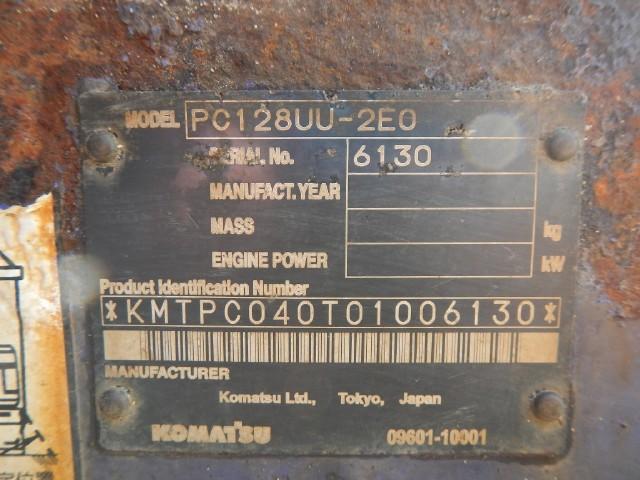 MODEL PC128UU-2E0
SERIAL No. 6130
MANUFACT.YEAR
MASS kg
ENGINE POWER kW
Product Identification Number
*KMTPC040T01006130*
MANUFACTURER
Komatsu Ltd., Tokyo, Japan
KOMATSU 09601-10001